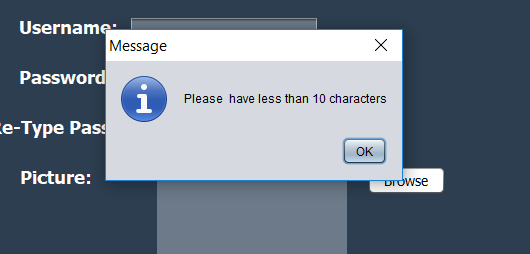 Username:
Message
Password
Please  have less than 10 characters
e-Type Pass
OK
Picture:
Browse